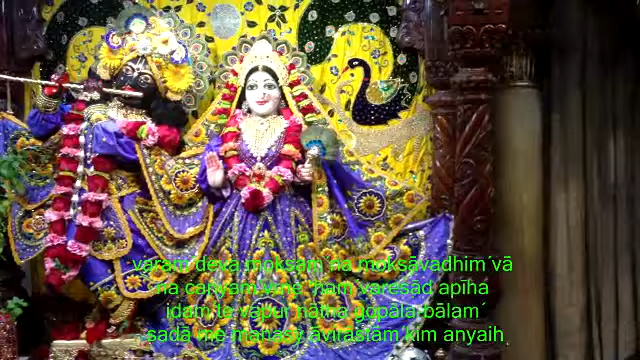 varaṁ deva mokṣaṁ na mokṣāvadhiṁ vā
na cānyaṁ vṛṇe ’haṁ vareṣād apīha
idaṁ te vapur nātha gopāla-bālaṁ
sadā me manasy āvirāstāṁ kim anyaiḥ